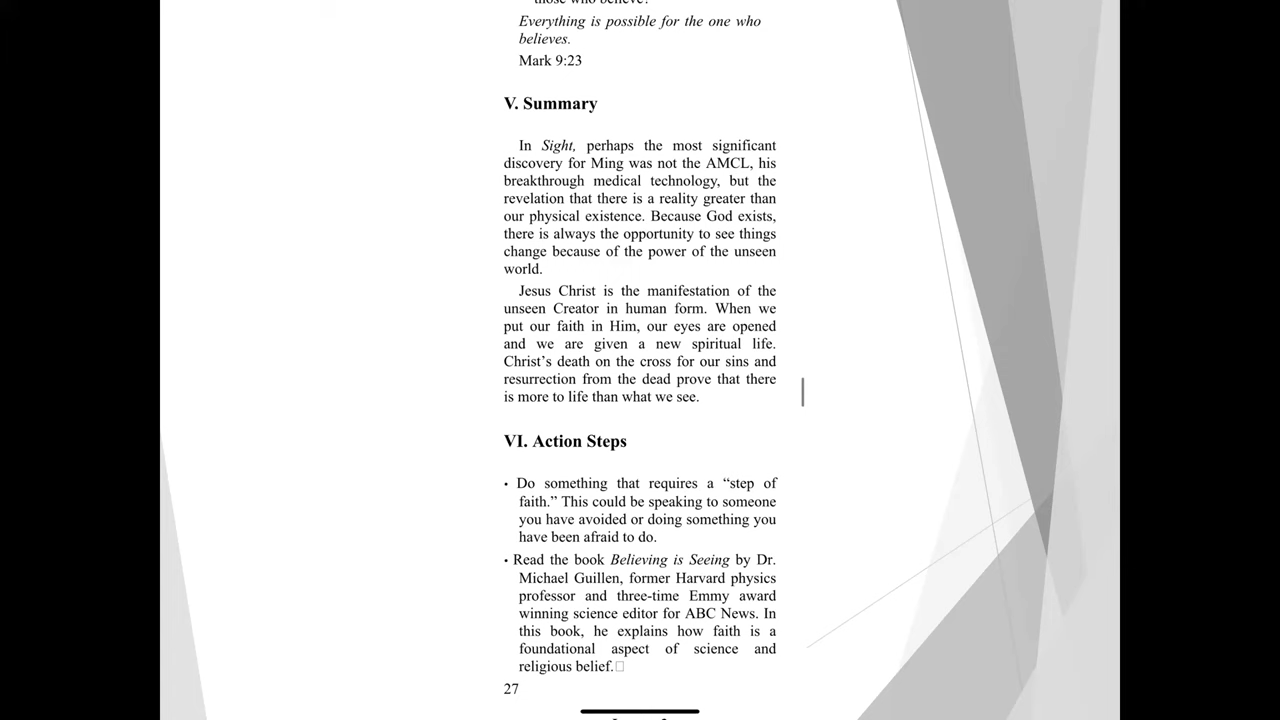 those who believe?
Everything is possible for the one who
believes.
Mark 9:23
V. Summary
In Sight, perhaps the most significant
discovery for Ming was not the AMCL, his
breakthrough medical technology, but the
revelation that there is a reality greater than
our physical existence. Because God exists,
there is always the opportunity to see things
change because of the power of the unseen
world.
Jesus Christ is the manifestation of the
unseen Creator in human form. When we
put our faith in Him, our eyes are opened
and we are given a new spiritual life.
Christ’s death on the cross for our sins and
resurrection from the dead prove that there
is more to life than what we see.
VI. Action Steps
• Do something that requires a “step of
faith.” This could be speaking to someone
you have avoided or doing something you
have been afraid to do.
• Read the book Believing is Seeing by Dr.
Michael Guillen, former Harvard physics
professor and three-time Emmy award
winning science editor for ABC News. In
this book, he explains how faith is a
foundational aspect of science and
religious belief.
27